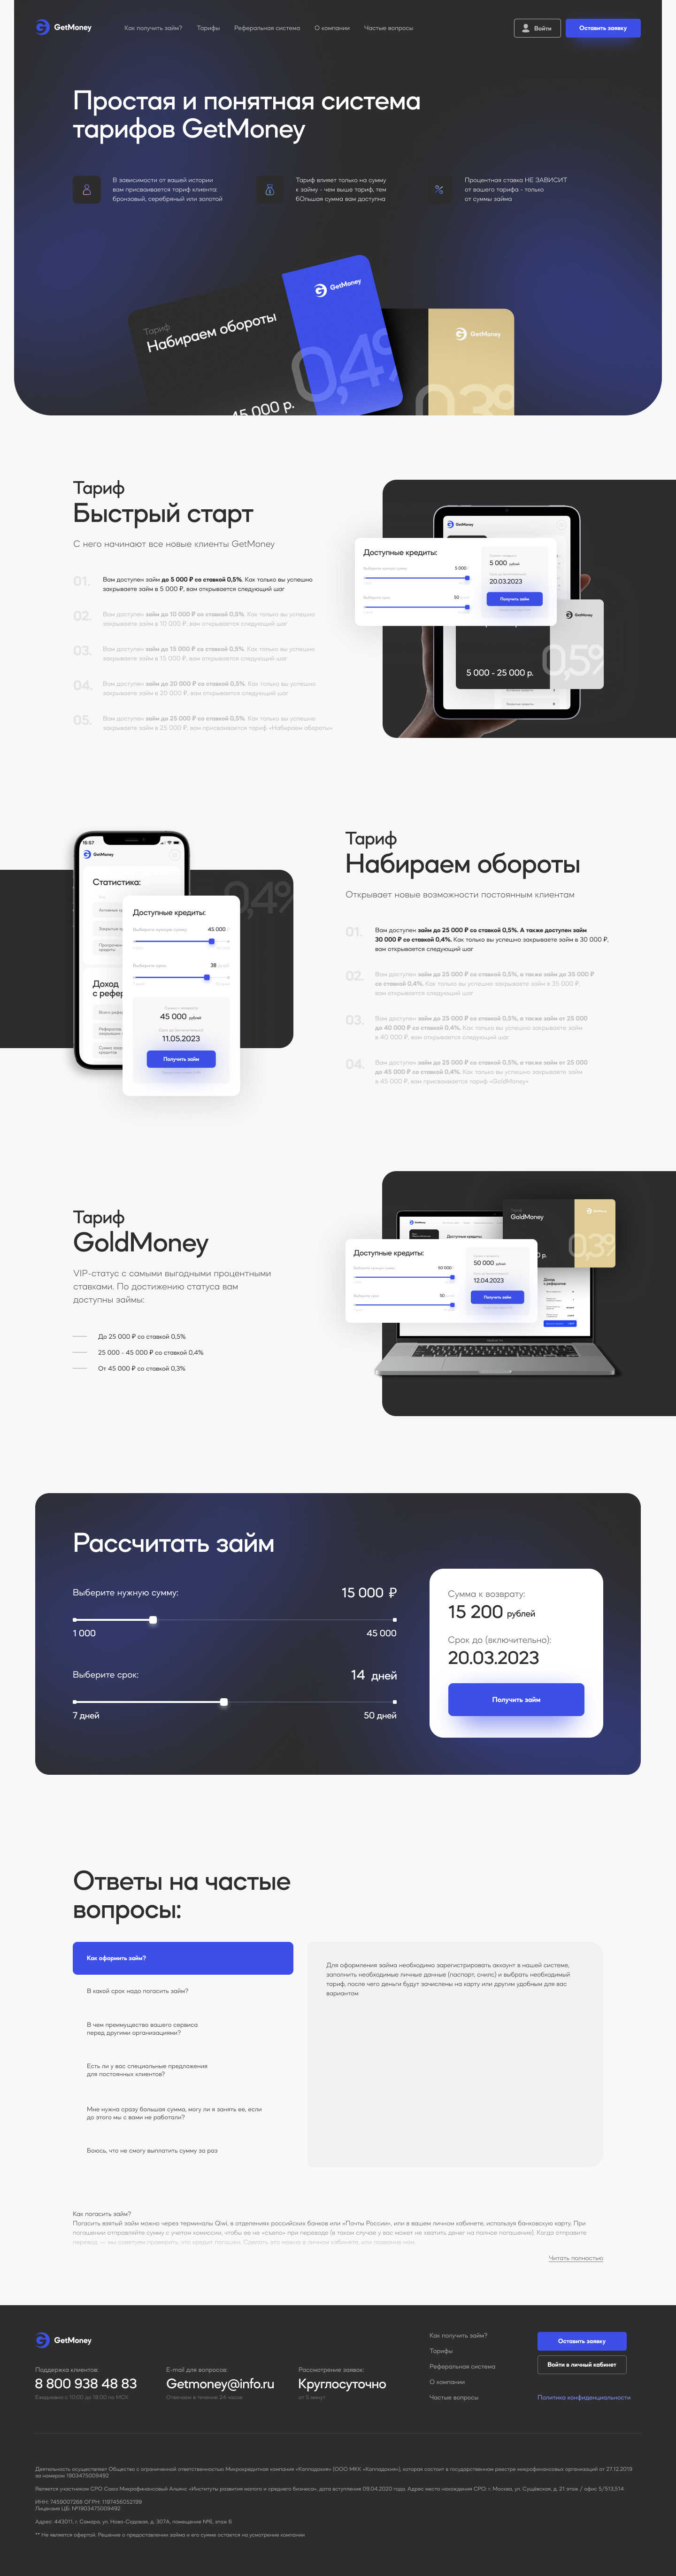 GetMoney
Как получить займ? Тарифы Реферальная система О компании Частые вопросы
Войти
Оставить заявку
Простая и понятная система
тарифов GetMoney
В зависимости от вашей истории
вам присваивается тариф клиента:
бронзовый, серебряный или золотой
Тариф влияет только на сумму
к займу - чем выше тариф, тем
бОльшая сумма вам доступна
Процентная ставка НЕ ЗАВИСИТ
от вашего тарифа - только
от суммы займа
Тариф
Набираем обороты
GetMoney
0,4%
45 000 р.
GetMoney
0,3%
Тариф
Быстрый старт
С него начинают все новые клиенты GetMoney
01.
Вам доступен займ до 5 000 ₽ со ставкой 0,5%. Как только вы успешно
закрываете займ в 5 000 ₽, вам открывается следующий шаг
02.
Вам доступен займ до 10 000 ₽ со ставкой 0,5%. Как только вы успешно
закрываете займ в 10 000 ₽, вам открывается следующий шаг
03.
Вам доступен займ до 15 000 ₽ со ставкой 0,5%. Как только вы успешно
закрываете займ в 15 000 ₽, вам открывается следующий шаг
04.
Вам доступен займ до 20 000 ₽ со ставкой 0,5%. Как только вы успешно
закрываете займ в 20 000 ₽, вам открывается следующий шаг
05.
Вам доступен займ до 25 000 ₽ со ставкой 0,5%. Как только вы успешно
закрываете займ в 25 000 ₽, вам присваивается тариф «Набираем обороты»
GetMoney
Доступные кредиты:
Выберите нужную сумму: 5 000
Выберите срок: 50
5 000 рублей
20.03.2023
Получить займ
GetMoney
0,5%
5 000 - 25 000 р.
15:57
GetMoney
Статистика:
Доход
с рефер
0,4%
Доступные кредиты:
Выберите нужную сумму: 45 000
Выберите срок: 38
Сумма к возврату:
45 000 рублей
Срок до (включительно):
11.05.2023
Получить займ
Тариф
Набираем обороты
Открывает новые возможности постоянным клиентам
01.
Вам доступен займ до 25 000 ₽ со ставкой 0,5%. А также доступен займ
30 000 ₽ со ставкой 0,4%. Как только вы успешно закрываете займ в 30 000 ₽,
вам открывается следующий шаг
02.
Вам доступен займ до 25 000 ₽ со ставкой 0,5%, а также займ до 35 000 ₽
со ставкой 0,4%. Как только вы успешно закрываете займ в 35 000 ₽,
вам открывается следующий шаг
03.
Вам доступен займ до 25 000 ₽ со ставкой 0,5%, а также займ от 25 000
до 40 000 ₽ со ставкой 0,4%. Как только вы успешно закрываете займ
в 40 000 ₽, вам открывается следующий шаг
04.
Вам доступен займ до 25 000 ₽ со ставкой 0,5%, а также займ от 25 000
до 45 000 ₽ со ставкой 0,4%. Как только вы успешно закрываете займ
в 45 000 ₽, вам присваивается тариф «GoldMoney»
Тариф
GoldMoney
VIP-статус с самыми выгодными процентными
ставками. По достижению статуса вам
доступны займы:
До 25 000 ₽ со ставкой 0,5%
25 000 - 45 000 ₽ со ставкой 0,4%
От 45 000 ₽ со ставкой 0,3%
Тариф
GoldMoney
GetMoney
0,3%
Доступные кредиты:
Доступные кредиты:
50 000
50
50 000 рублей
12.04.2023
Получить займ
Доход
с рефералов
Рассчитать займ
Выберите нужную сумму: 15 000 ₽
1 000 45 000
Выберите срок: 14 дней
7 дней 50 дней
Сумма к возврату:
15 200 рублей
Срок до (включительно):
20.03.2023
Получить займ
Ответы на частые
вопросы:
Как оформить займ?
В какой срок надо погасить займ?
В чем преимущество вашего сервиса
перед другими организациями?
Есть ли у вас специальные предложения
для постоянных клиентов?
Мне нужна сразу большая сумма, могу ли я занять ее, если
до этого мы с вами не работали?
Боюсь, что не смогу выплатить сумму за раз
Для оформления займа необходимо зарегистрировать аккаунт в нашей системе,
заполнить необходимые личные данные (паспорт, снилс) и выбрать необходимый
тариф, после чего деньги будут зачислены на карту или другим удобным для вас
вариантом
Как погасить займ?
Погасить взятый займ можно через терминалы Qiwi, в отделениях российских банков или «Почты России», или в вашем личном кабинете, используя банковскую карту. При
погашении отправляйте сумму с учетом комиссии, чтобы ее не «съело» при переводе (в таком случае у вас может не хватить денег на полное погашение). Когда отправите
перевод — мы советуем проверить, что кредит погашен. Сделать это можно в личном кабинете, или позвонив нам.
Читать полностью
GetMoney
Поддержка клиентов:
8 800 938 48 83
Ежедневно с 10:00 до 18:00 по МСК
E-mail для вопросов:
Getmoney@info.ru
Отвечаем в течение 24 часов
Рассмотрение заявок:
Круглосуточно
от 5 минут
Как получить займ?
Тарифы
Реферальная система
О компании
Частые вопросы
Оставить заявку
Войти в личный кабинет
Политика конфиденциальности
Деятельность осуществляет Общество с ограниченной ответственностью Микрокредитная компания «Каппадокия» (ООО МКК «Каппадокия»), которая состоит в государственном реестре микрофинансовых организаций от 27.12.2019
за номером 1903475009492
Является участником СРО Союз Микрофинансовый Альянс «Институты развития малого и среднего бизнеса», дата вступления 09.04.2020 года. Адрес места нахождения СРО: г. Москва, ул. Сущёвская, д. 21 этаж / офис 5/513,514
ИНН: 7459007268 ОГРН: 1197456052199
Лицензия ЦБ: №1903475009492
Адрес: 443011, г. Самара, ул. Ново-Садовая, д. 307А, помещение №6, этаж 6
** Не является офертой. Решение о предоставлении займа и его сумме остается на усмотрение компании